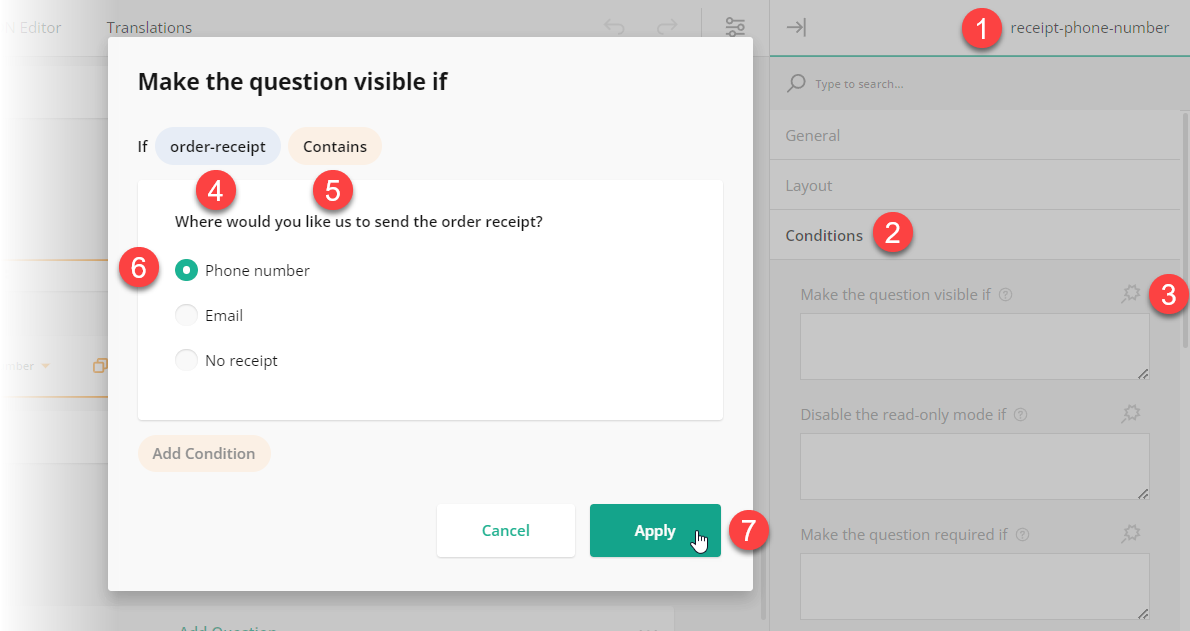 N Editor
Translations
1
receipt-phone-number
Make the question visible if
Type to search...
If order-receipt Contains
General
4
5
Layout
Where would you like us to send the order receipt?
Conditions
2
6
Phone number
Make the question visible if ?
3
Email
No receipt
Disable the read-only mode if ?
Add Condition
Cancel
Apply
7
Make the question required if ?
Add Question